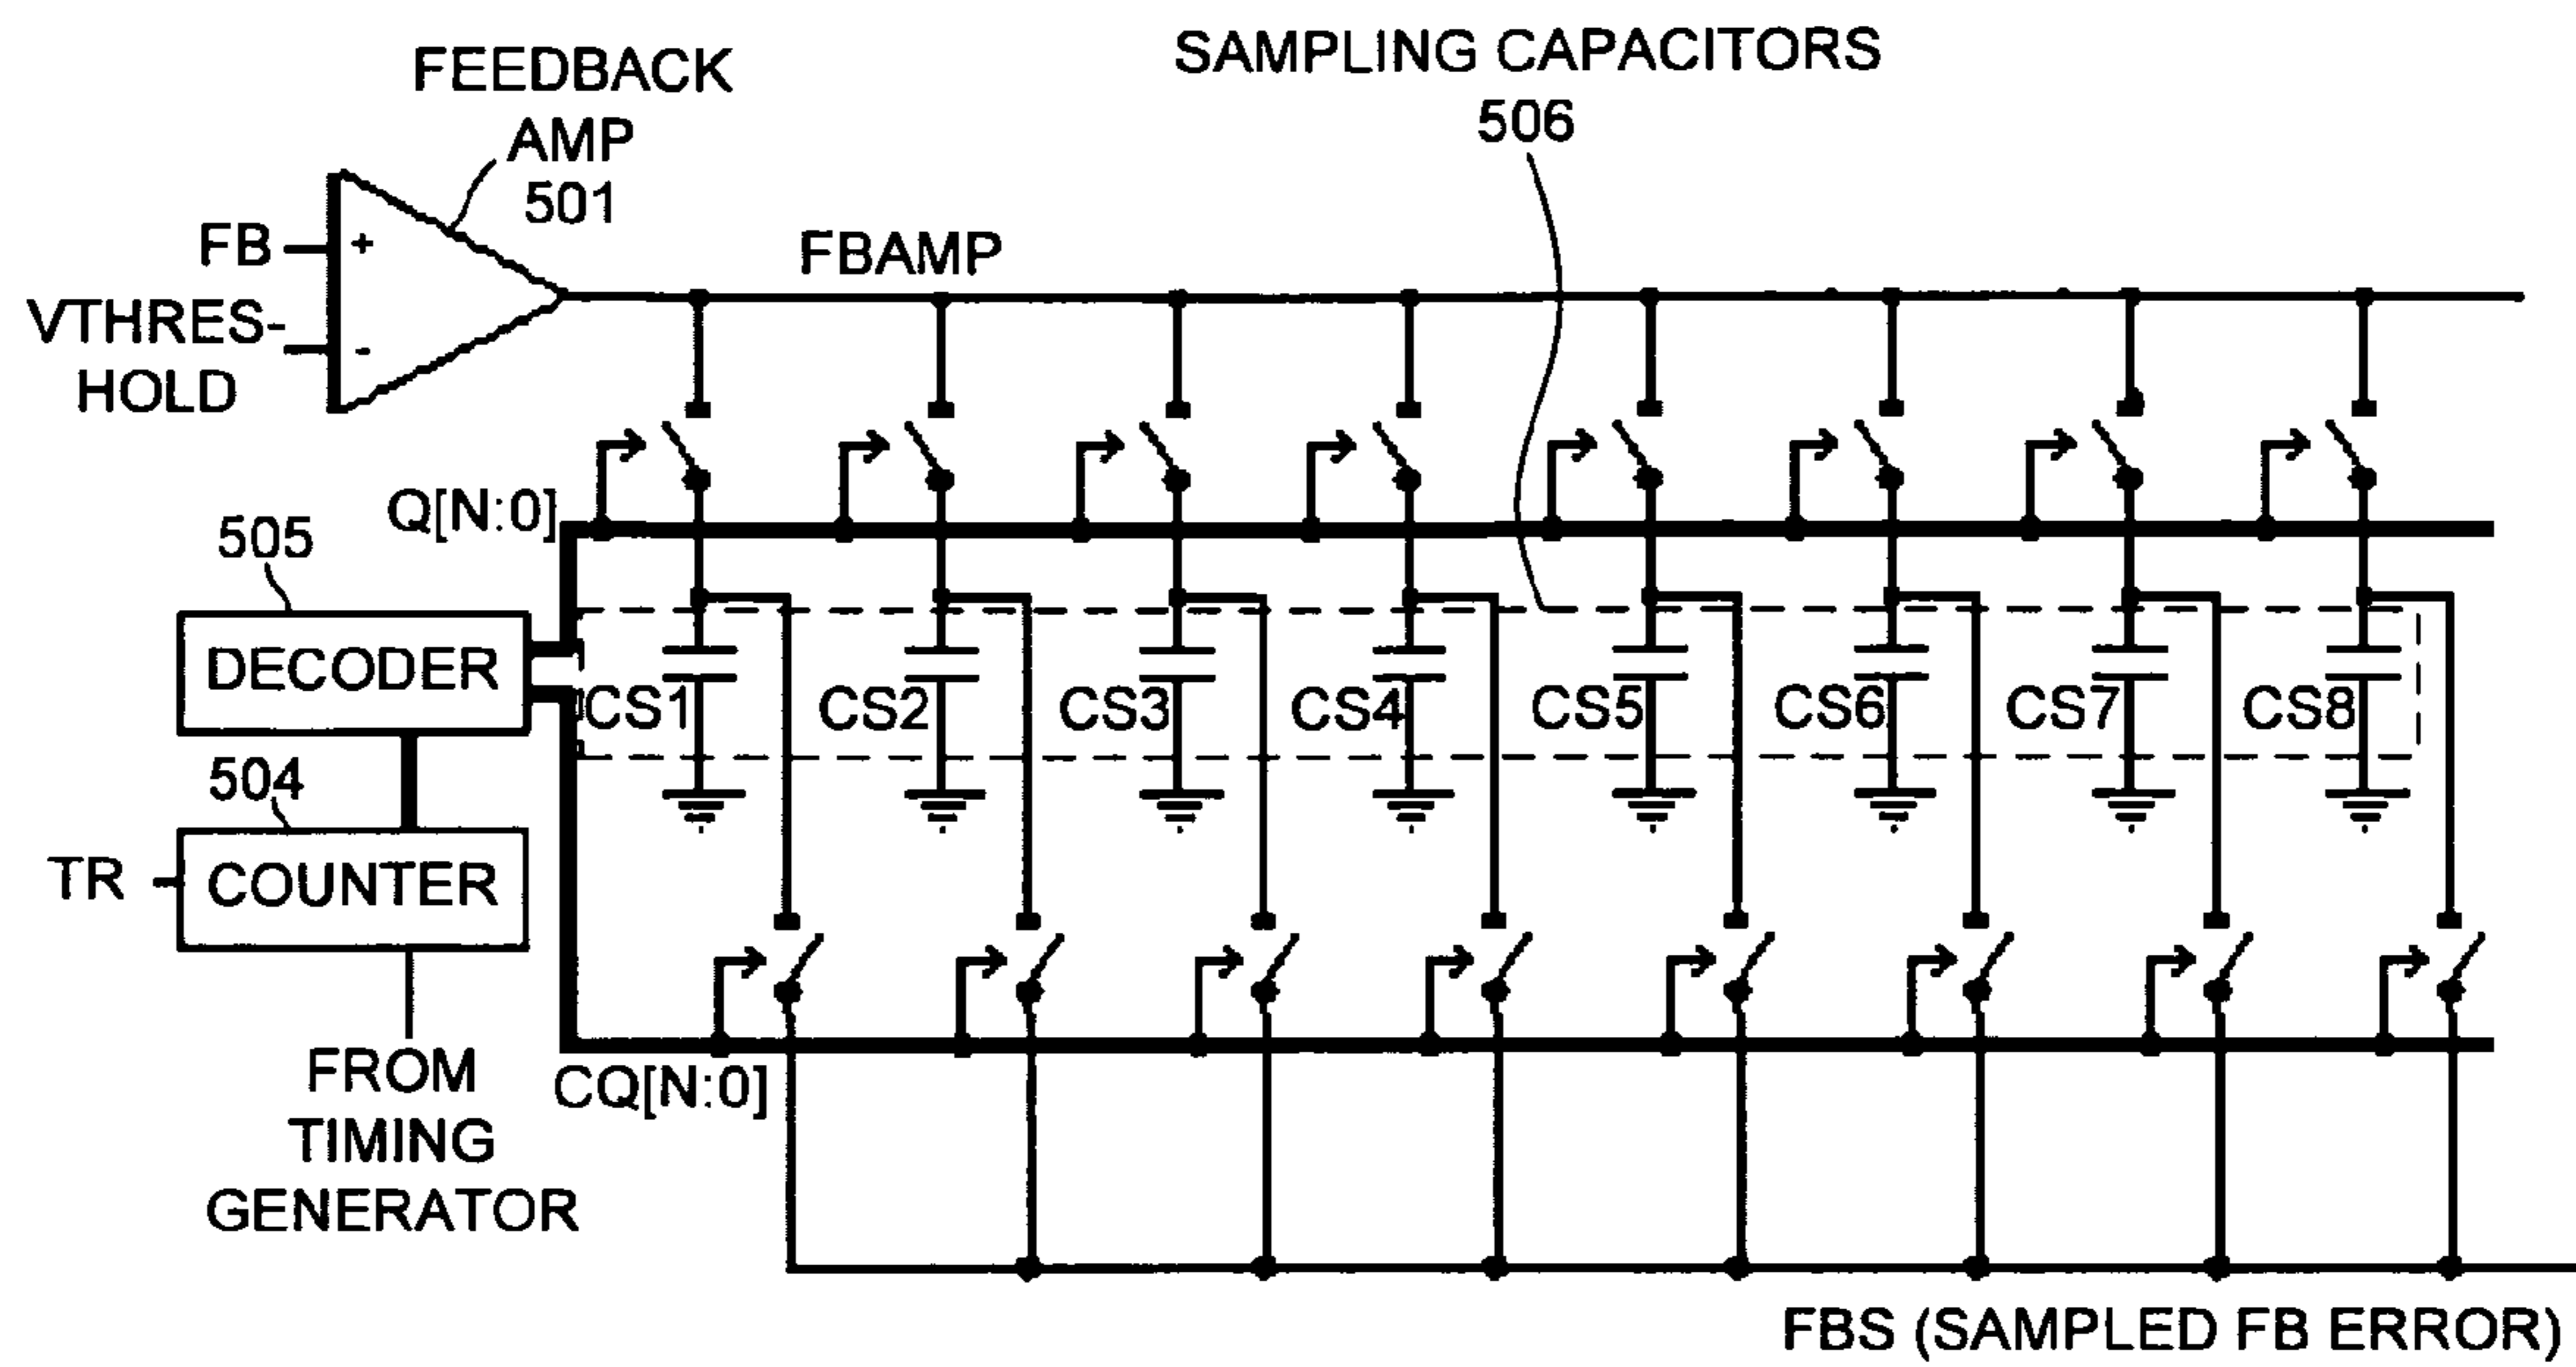 SAMPLING CAPACITORS
506
FEEDBACK
AMP
501
FB
+
FBAMP
VTHRES-
HOLD
-
Q[N:0]
505
DECODER
CS1
CS2
CS3
CS4
CS5
CS6
CS7
CS8
504
TR
COUNTER
FROM
TIMING
GENERATOR
CQ[N:0]
FBS (SAMPLED FB ERROR)